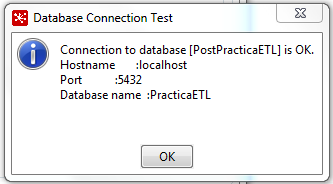 Database Connection Test
Connection to database [PostPracticaETL] is OK.
Hostname :localhost
Port :5432
Database name :PracticaETL
OK